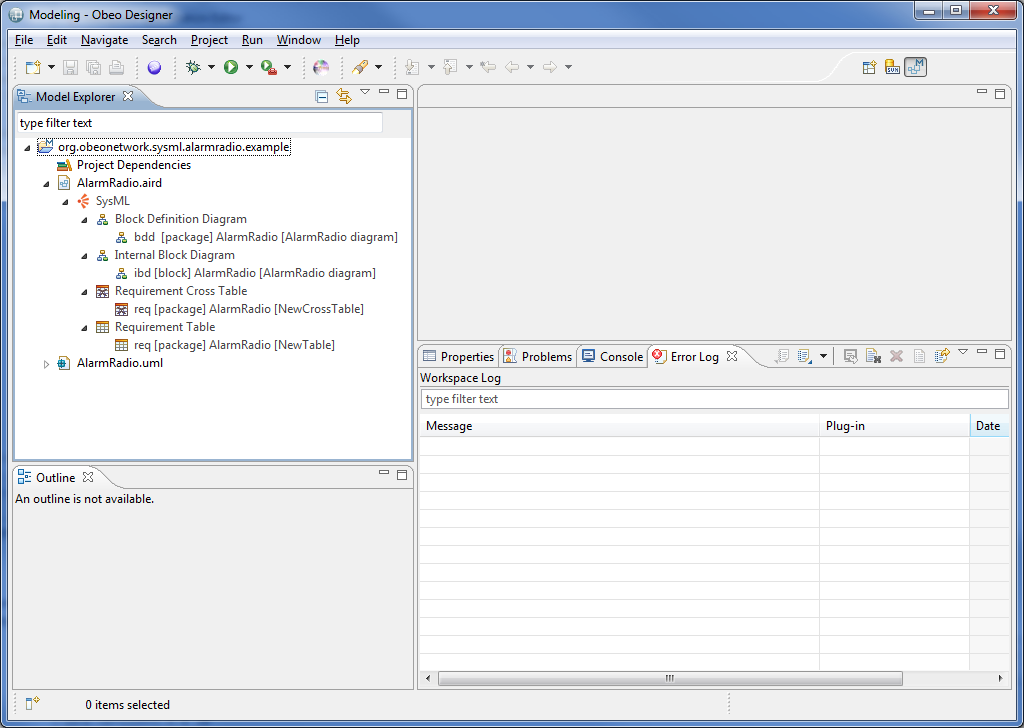 Modeling - Obeo Designer
File Edit Navigate Search Project Run Window Help
Model Explorer
type filter text
org.obeonetwork.sysml.alarmradio.example
Project Dependencies
AlarmRadio.aird
SysML
Block Definition Diagram
bdd [package] AlarmRadio [AlarmRadio diagram]
Internal Block Diagram
ibd [block] AlarmRadio [AlarmRadio diagram]
Requirement Cross Table
req [package] AlarmRadio [NewCrossTable]
Requirement Table
req [package] AlarmRadio [NewTable]
AlarmRadio.uml
Outline
An outline is not available.
Properties Problems Console Error Log
Workspace Log
type filter text
Message Plug-in Date
0 items selected